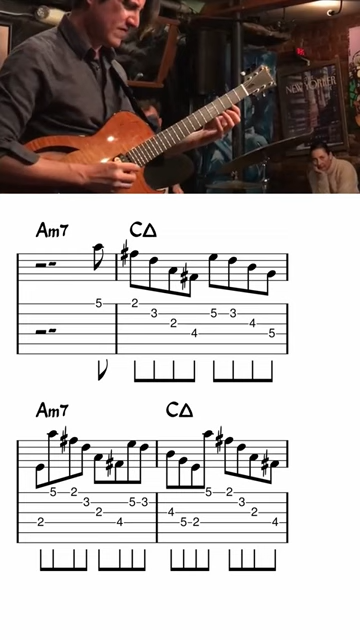 NEW YORKER
Am7 CΔ
5 2
3 5 3
2 4
4 5
Am7 CΔ
5 2 5 2
3 5 3 3
2 4 2
2 4 5 2 4